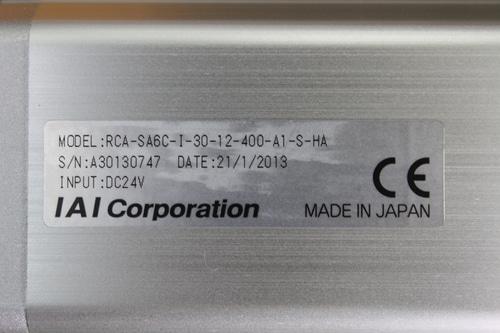 MODEL:RCA-SA6C-I-30-12-400-A1-S-HA
S/N:A30130747 DATE:21/1/2013
INPUT:DC24V
CE
IAI Corporation MADE IN JAPAN